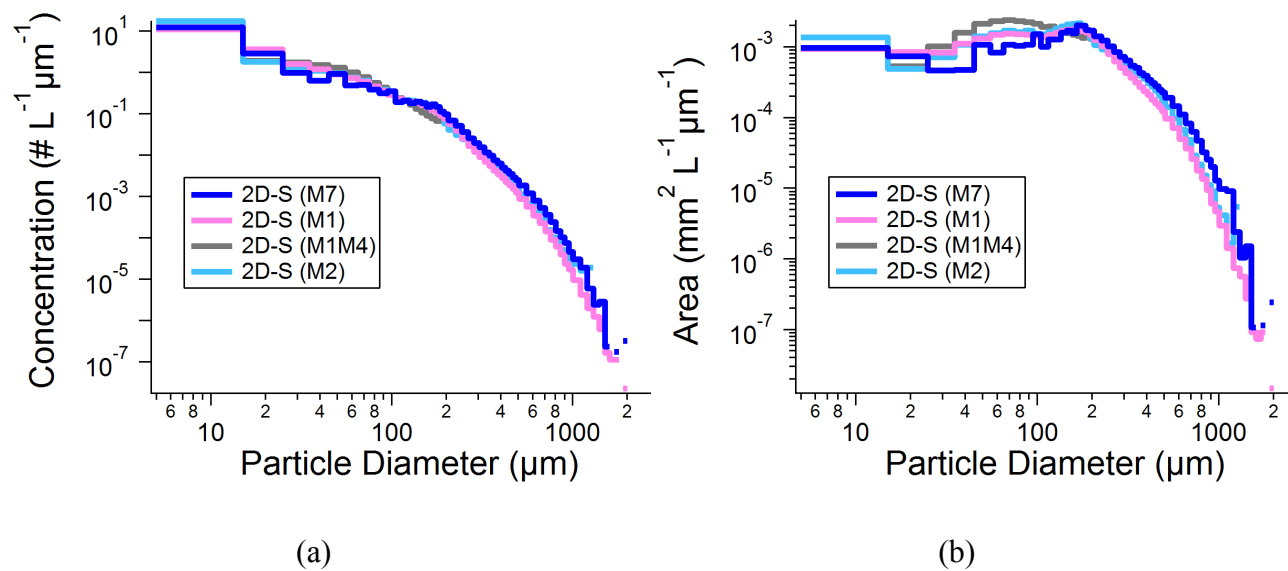 Concentration (# L⁻¹ µm⁻¹)
10¹
10⁻¹
10⁻³
10⁻⁵
10⁻⁷
2D-S (M7)
2D-S (M1)
2D-S (M1M4)
2D-S (M2)
6 8 2 4 6 8 2 4 6 8 2
10 100 1000
Particle Diameter (µm)
(a)
Area (mm² L⁻¹ µm⁻¹)
10⁻³
10⁻⁴
10⁻⁵
10⁻⁶
10⁻⁷
2D-S (M7)
2D-S (M1)
2D-S (M1M4)
2D-S (M2)
6 8 2 4 6 8 2 4 6 8 2
10 100 1000
Particle Diameter (µm)
(b)